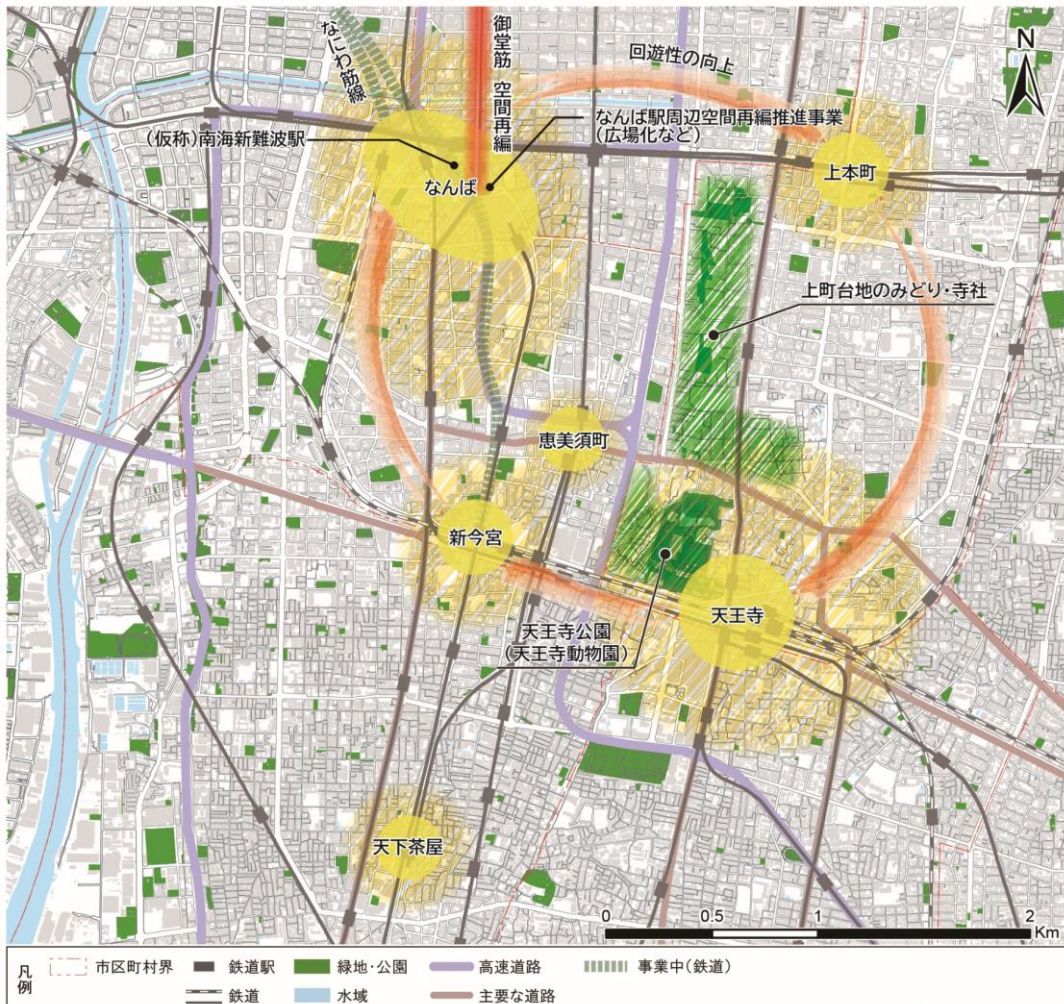 なにわ筋線
御堂筋 空間再編
回遊性の向上
N
(仮称)南海新難波駅
なんば駅周辺空間再編推進事業
(広場化など)
なんば
上本町
上町台地のみどり・寺社
恵美須町
新今宮
天王寺
天王寺公園
(天王寺動物園)
天下茶屋
0 0.5 1 2
Km
凡例
市区町村界 鉄道駅 緑地・公園 高速道路 事業中(鉄道)
鉄道 水域 主要な道路